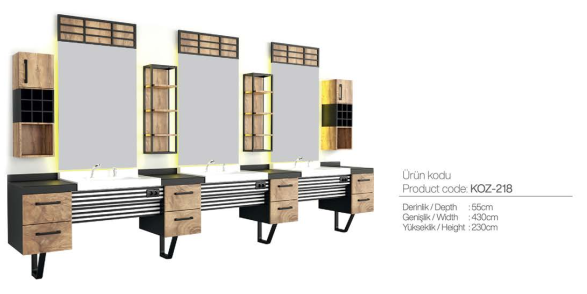 Ürün kodu
Product code: KOZ-218
Derinlik / Depth : 55cm
Genişlik / Width : 430cm
Yükseklik / Height : 230cm